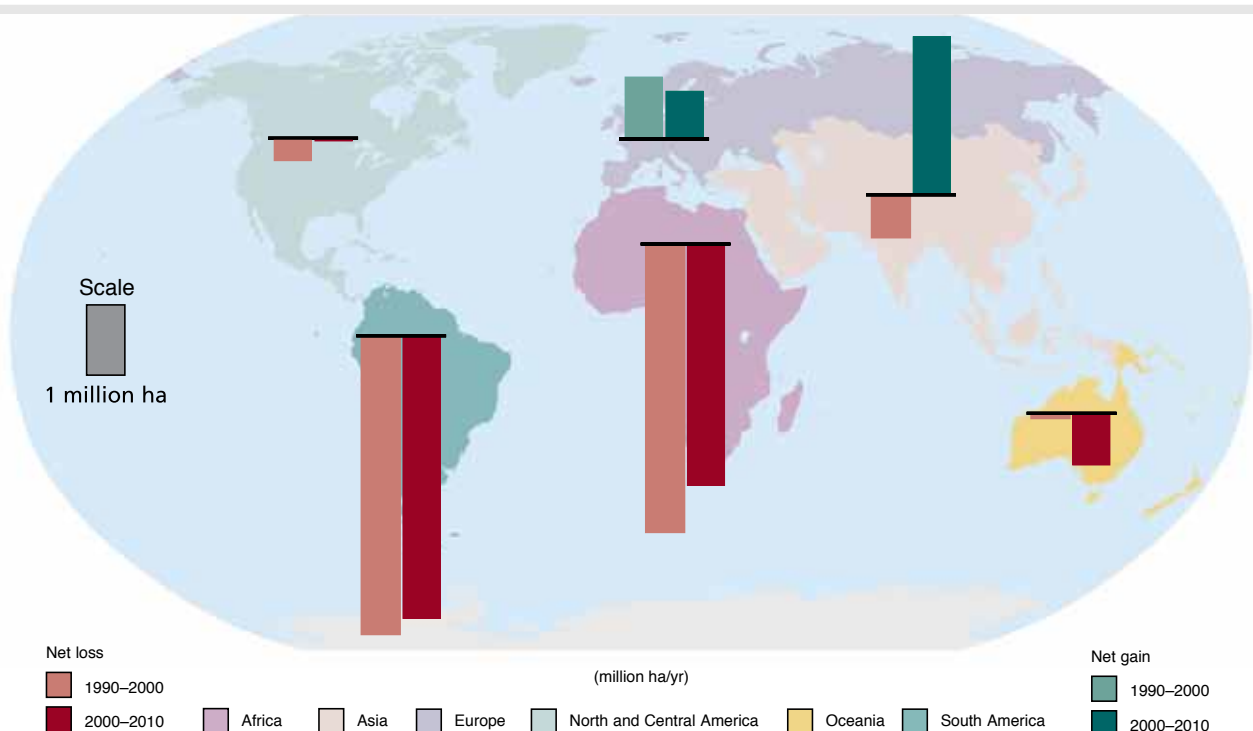 Scale
1 million ha
(million ha/yr)
Net loss
1990–2000
2000–2010
Africa
Asia
Europe
North and Central America
Oceania
South America
Net gain
1990–2000
2000–2010